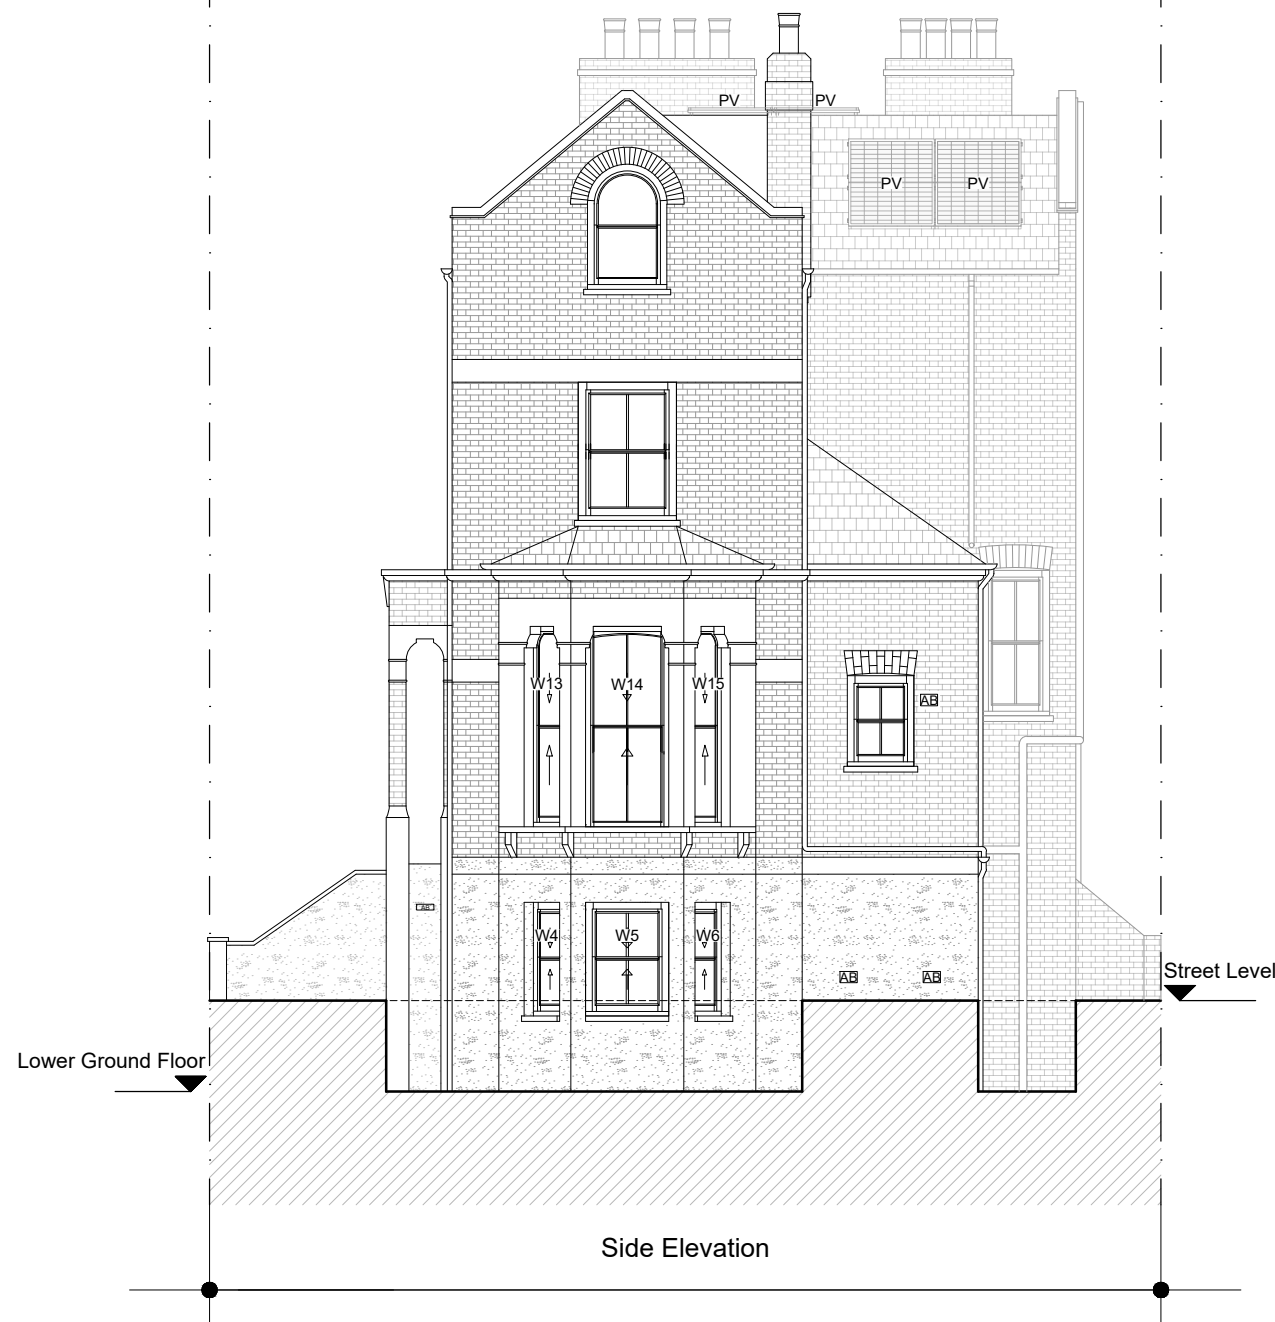 PV PV
PV PV
W13 W14 W15
AB
AB
W4 W5 W6
AB AB
Street Level
Lower Ground Floor
Side Elevation